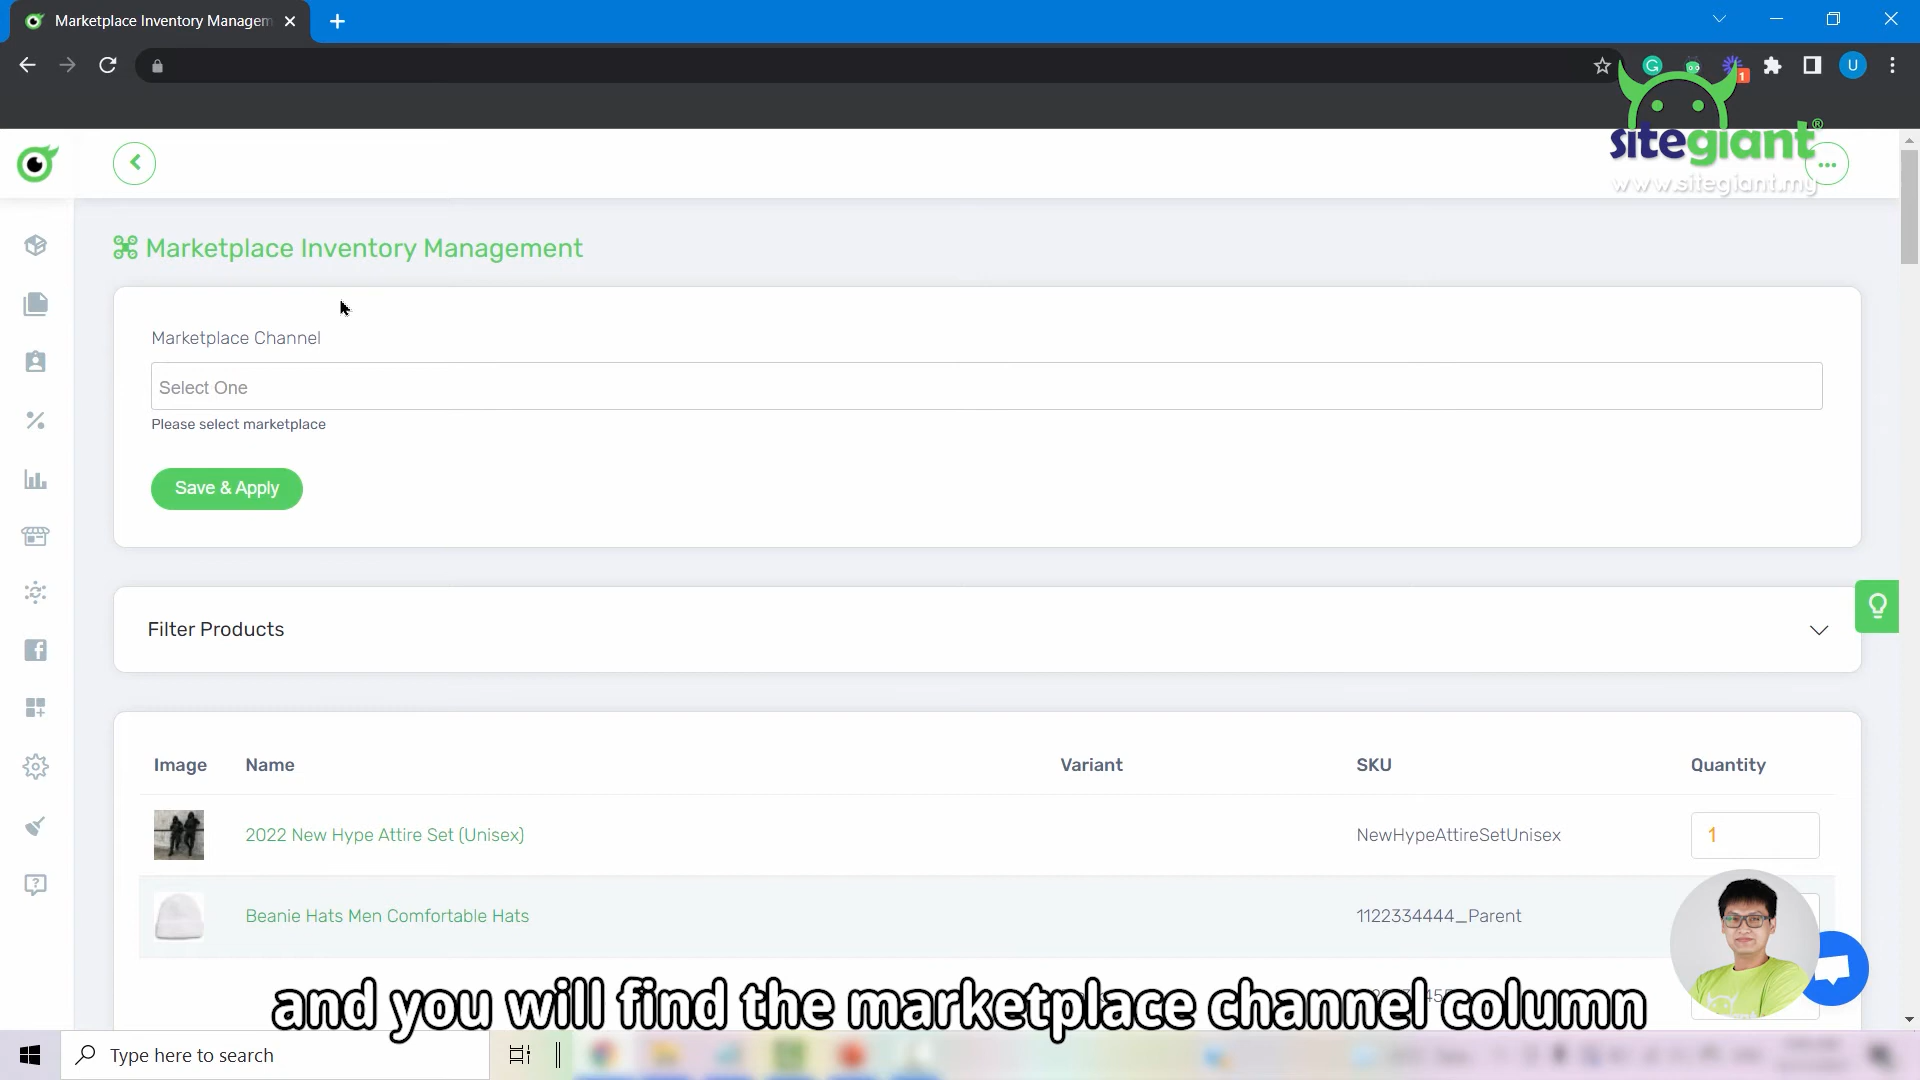 Marketplace Inventory Managem
U
1
sitegiant®
www.sitegiant.my
Marketplace Inventory Management
Marketplace Channel
Select One
Please select marketplace
Save & Apply
Filter Products
Image Name Variant SKU Quantity
2022 New Hype Attire Set (Unisex) NewHypeAttireSetUnisex 1
Beanie Hats Men Comfortable Hats 1122334444_Parent
and you will find the marketplace channel column
Type here to search